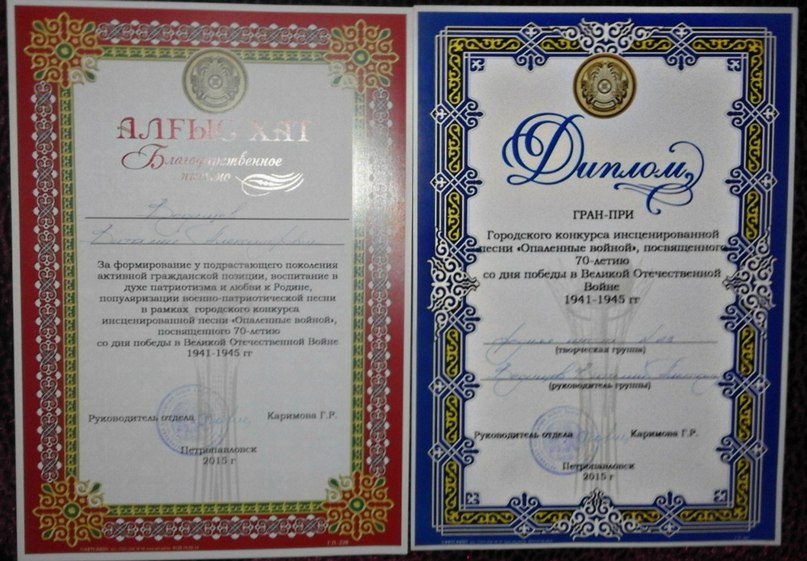 АЛҒЫС ХАТ
Благодарственное
письмо
За формирование у подрастающего поколения
активной гражданской позиции, воспитание в
духе патриотизма и любви к Родине,
популяризации военно-патриотической песни
в рамках городского конкурса
инсценированной песни «Опаленные войной»,
посвященного 70-летию
со дня победы в Великой Отечественной Войне
1941-1945 гг
Руководитель отдела Каримова Г.Р.
Петропавловск
2015 г
Диплом
ГРАН-ПРИ
Городского конкурса инсценированной
песни «Опаленные войной», посвященного
70-летию
со дня победы в Великой Отечественной
Войне
1941-1945 гг
(творческая группа)
(руководитель группы)
Руководитель отдела Каримова Г.Р.
Петропавловск
2015 г